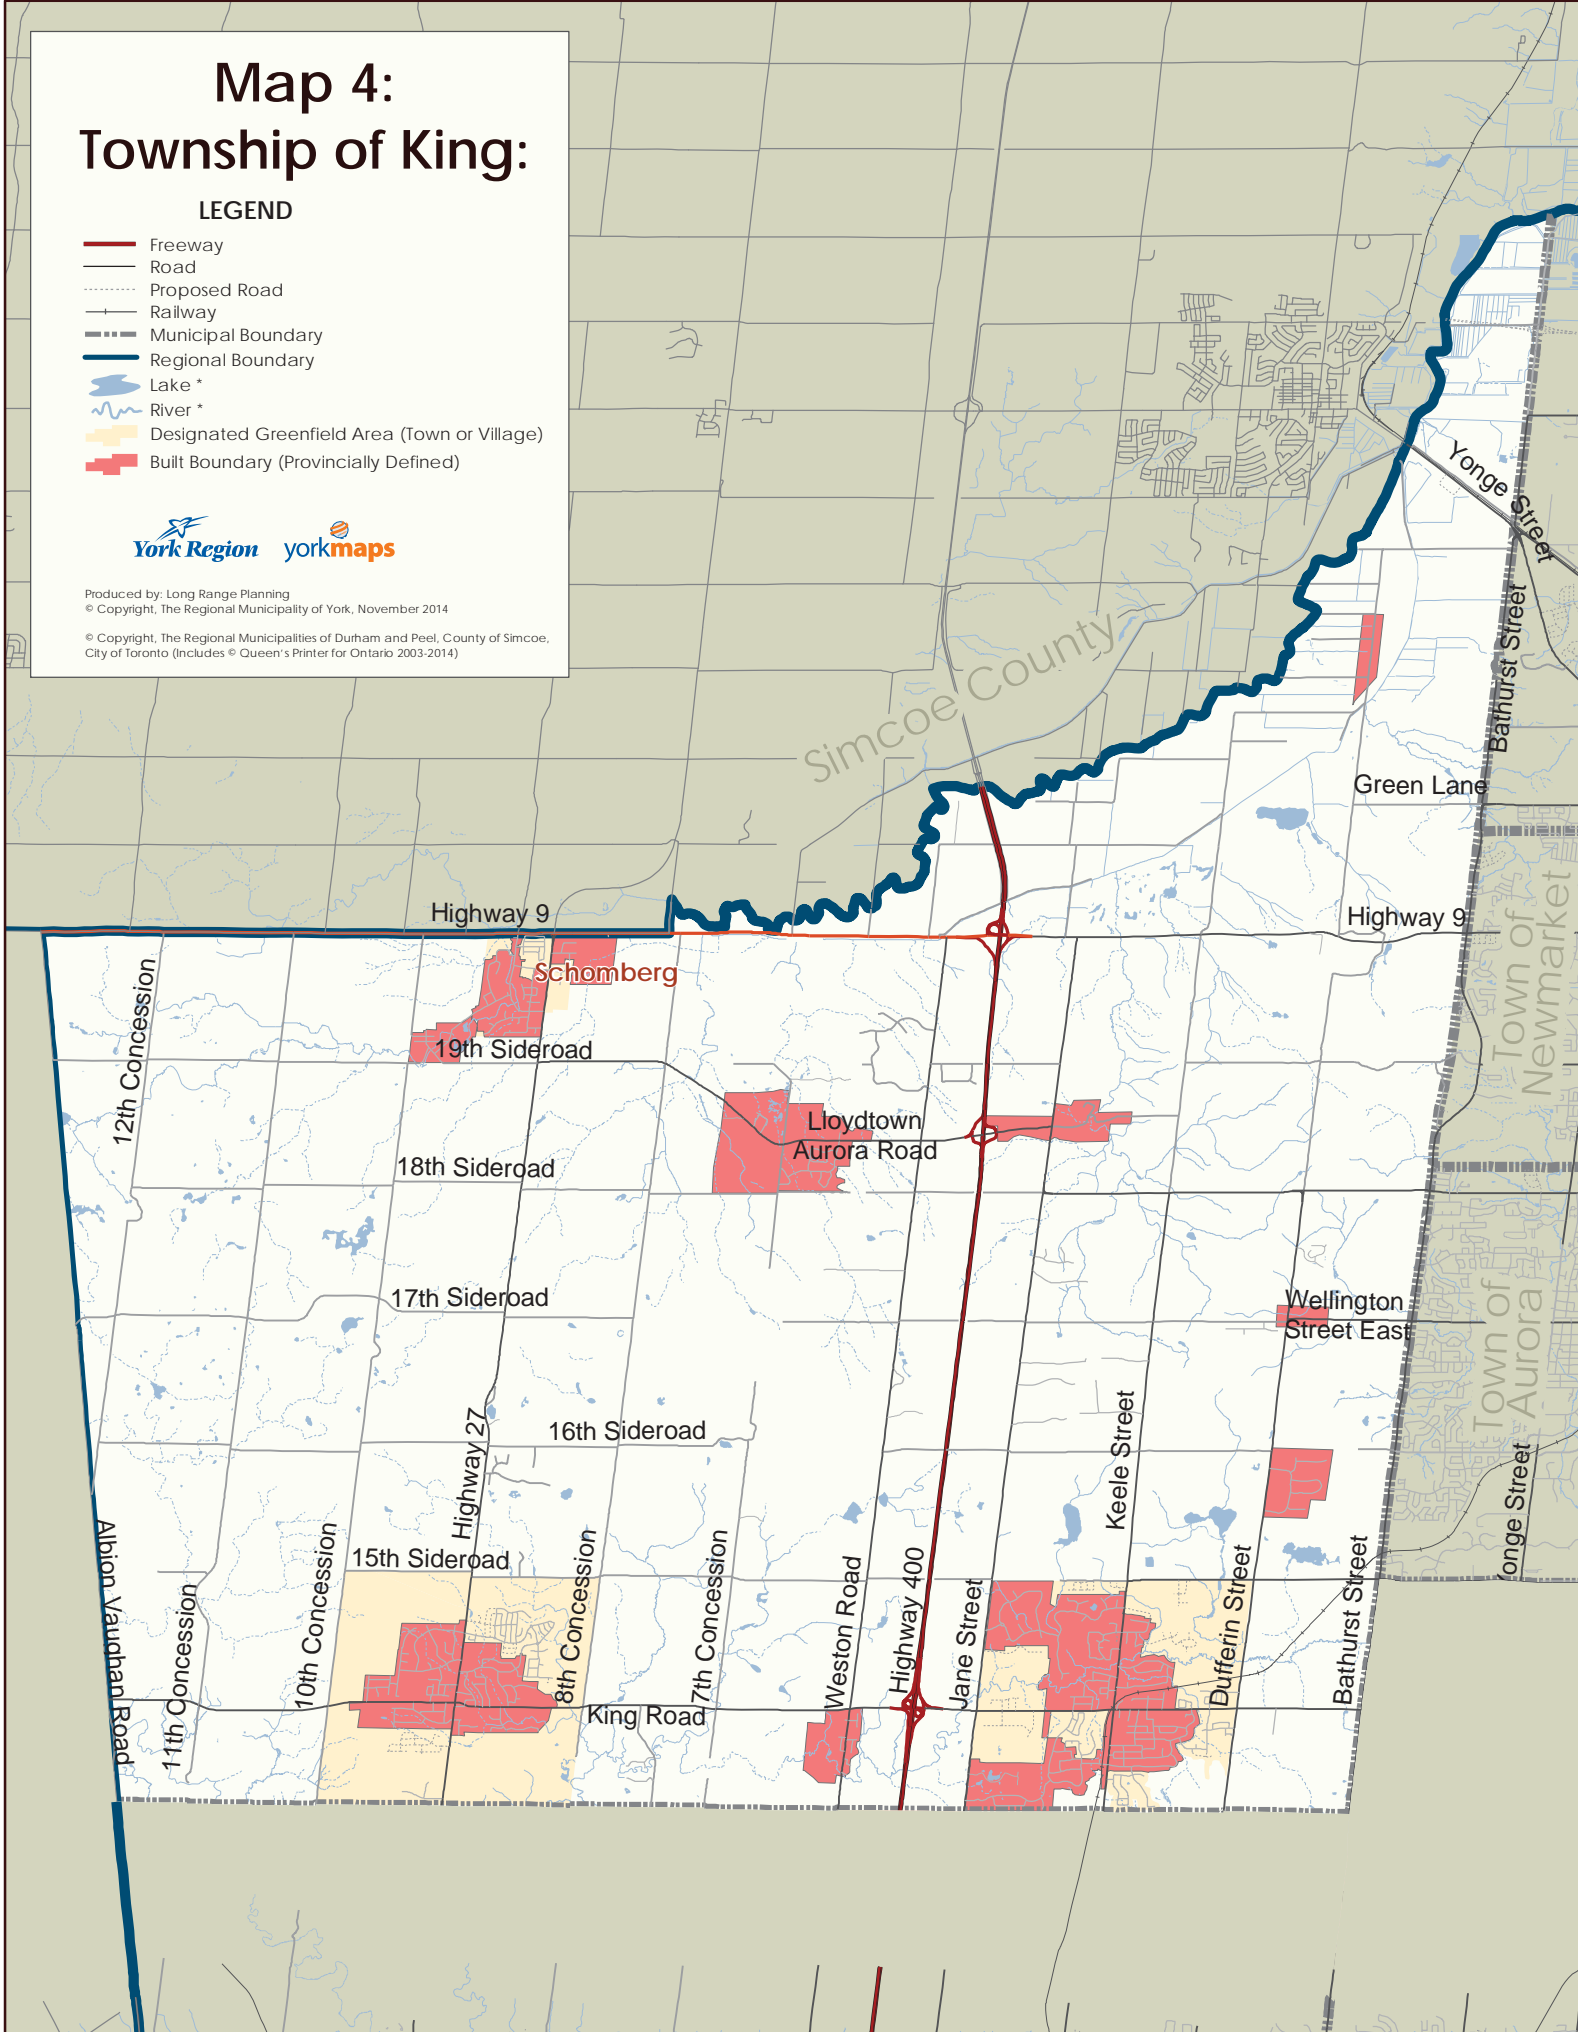 Map 4:
Township of King:
LEGEND
Freeway
Road
Proposed Road
Railway
Municipal Boundary
Regional Boundary
Lake *
River *
Designated Greenfield Area (Town or Village)
Built Boundary (Provincially Defined)
York Region
yorkmaps
Produced by: Long Range Planning
© Copyright, The Regional Municipality of York, November 2014
© Copyright, The Regional Municipalities of Durham and Peel, County of Simcoe,
City of Toronto (Includes © Queen's Printer for Ontario 2003-2014)
Yonge Street
Simcoe County
Bathurst Street
Green Lane
Highway 9
Highway 9
Town of
Newmarket
Schomberg
12th Concession
19th Sideroad
Lloydtown
Aurora Road
18th Sideroad
17th Sideroad
Wellington
Street East
Town of
Aurora
16th Sideroad
Highway 27
Keele Street
Yonge Street
15th Sideroad
Albion Vaughan Road
11th Concession
10th Concession
8th Concession
7th Concession
Weston Road
Highway 400
Jane Street
Dufferin Street
Bathurst Street
King Road